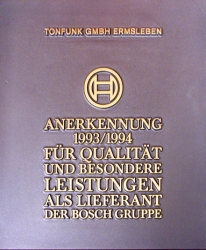 TONFUNK GMBH ERMSLEBEN
ANERKENNUNG
1993/1994
FÜR QUALITÄT
UND BESONDERE
LEISTUNGEN
ALS LIEFERANT
DER BOSCH GRUPPE